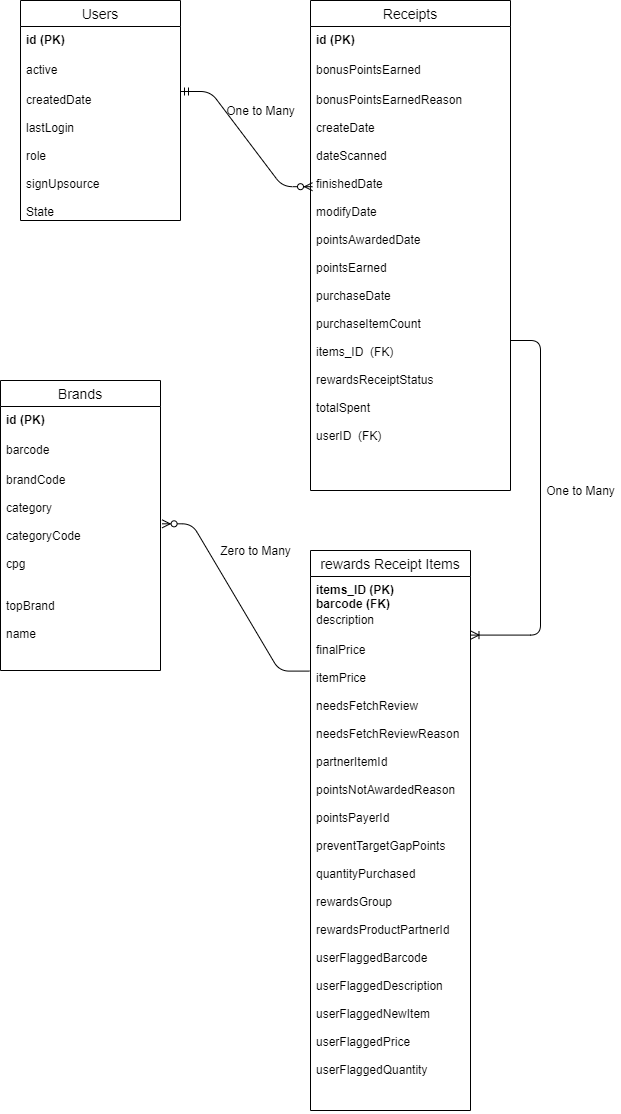 Users
id (PK)
active
createdDate
lastLogin
role
signUpsource
State
One to Many
Receipts
id (PK)
bonusPointsEarned
bonusPointsEarnedReason
createDate
dateScanned
finishedDate
modifyDate
pointsAwardedDate
pointsEarned
purchaseDate
purchaseItemCount
items_ID (FK)
rewardsReceiptStatus
totalSpent
userID (FK)
One to Many
Brands
id (PK)
barcode
brandCode
category
categoryCode
cpg
topBrand
name
Zero to Many
rewards Receipt Items
items_ID (PK)
barcode (FK)
description
finalPrice
itemPrice
needsFetchReview
needsFetchReviewReason
partnerItemId
pointsNotAwardedReason
pointsPayerId
preventTargetGapPoints
quantityPurchased
rewardsGroup
rewardsProductPartnerId
userFlaggedBarcode
userFlaggedDescription
userFlaggedNewItem
userFlaggedPrice
userFlaggedQuantity